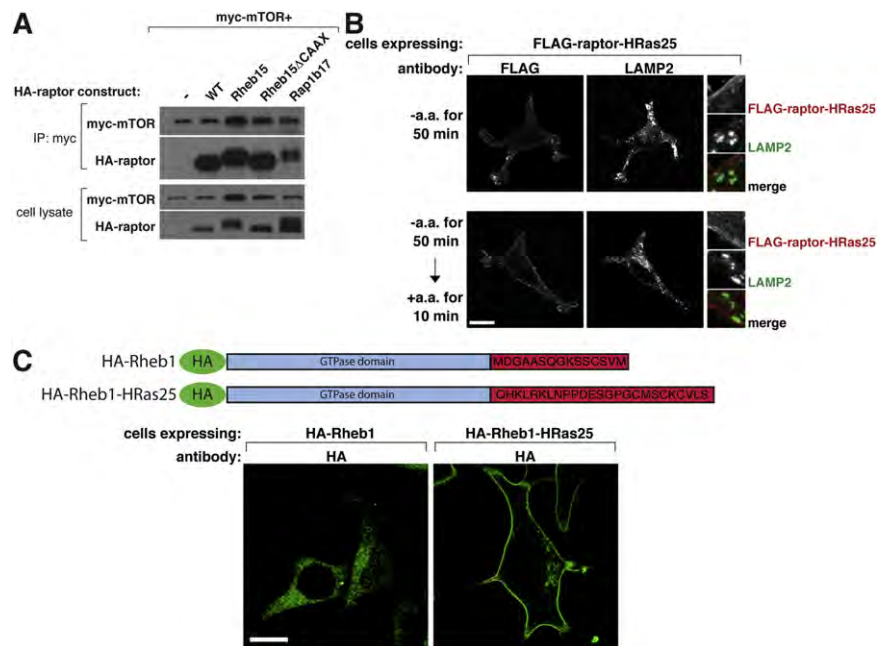 A
myc-mTOR+
HA-raptor construct:
-
WT
Rheb15
Rheb15ΔCAAX
Rap1b17
IP: myc
myc-mTOR
HA-raptor
cell lysate
myc-mTOR
HA-raptor
B
cells expressing: FLAG-raptor-HRas25
antibody: FLAG LAMP2
-a.a. for
50 min
FLAG-raptor-HRas25
LAMP2
merge
-a.a. for
50 min
+a.a. for
10 min
FLAG-raptor-HRas25
LAMP2
merge
C
HA-Rheb1 HA GTPase domain MDGAASQGKSSCSVM
HA-Rheb1-HRas25 HA GTPase domain QHKLRKLNPPDESGPGCMSCKCVLS
cells expressing: HA-Rheb1 HA-Rheb1-HRas25
antibody: HA HA